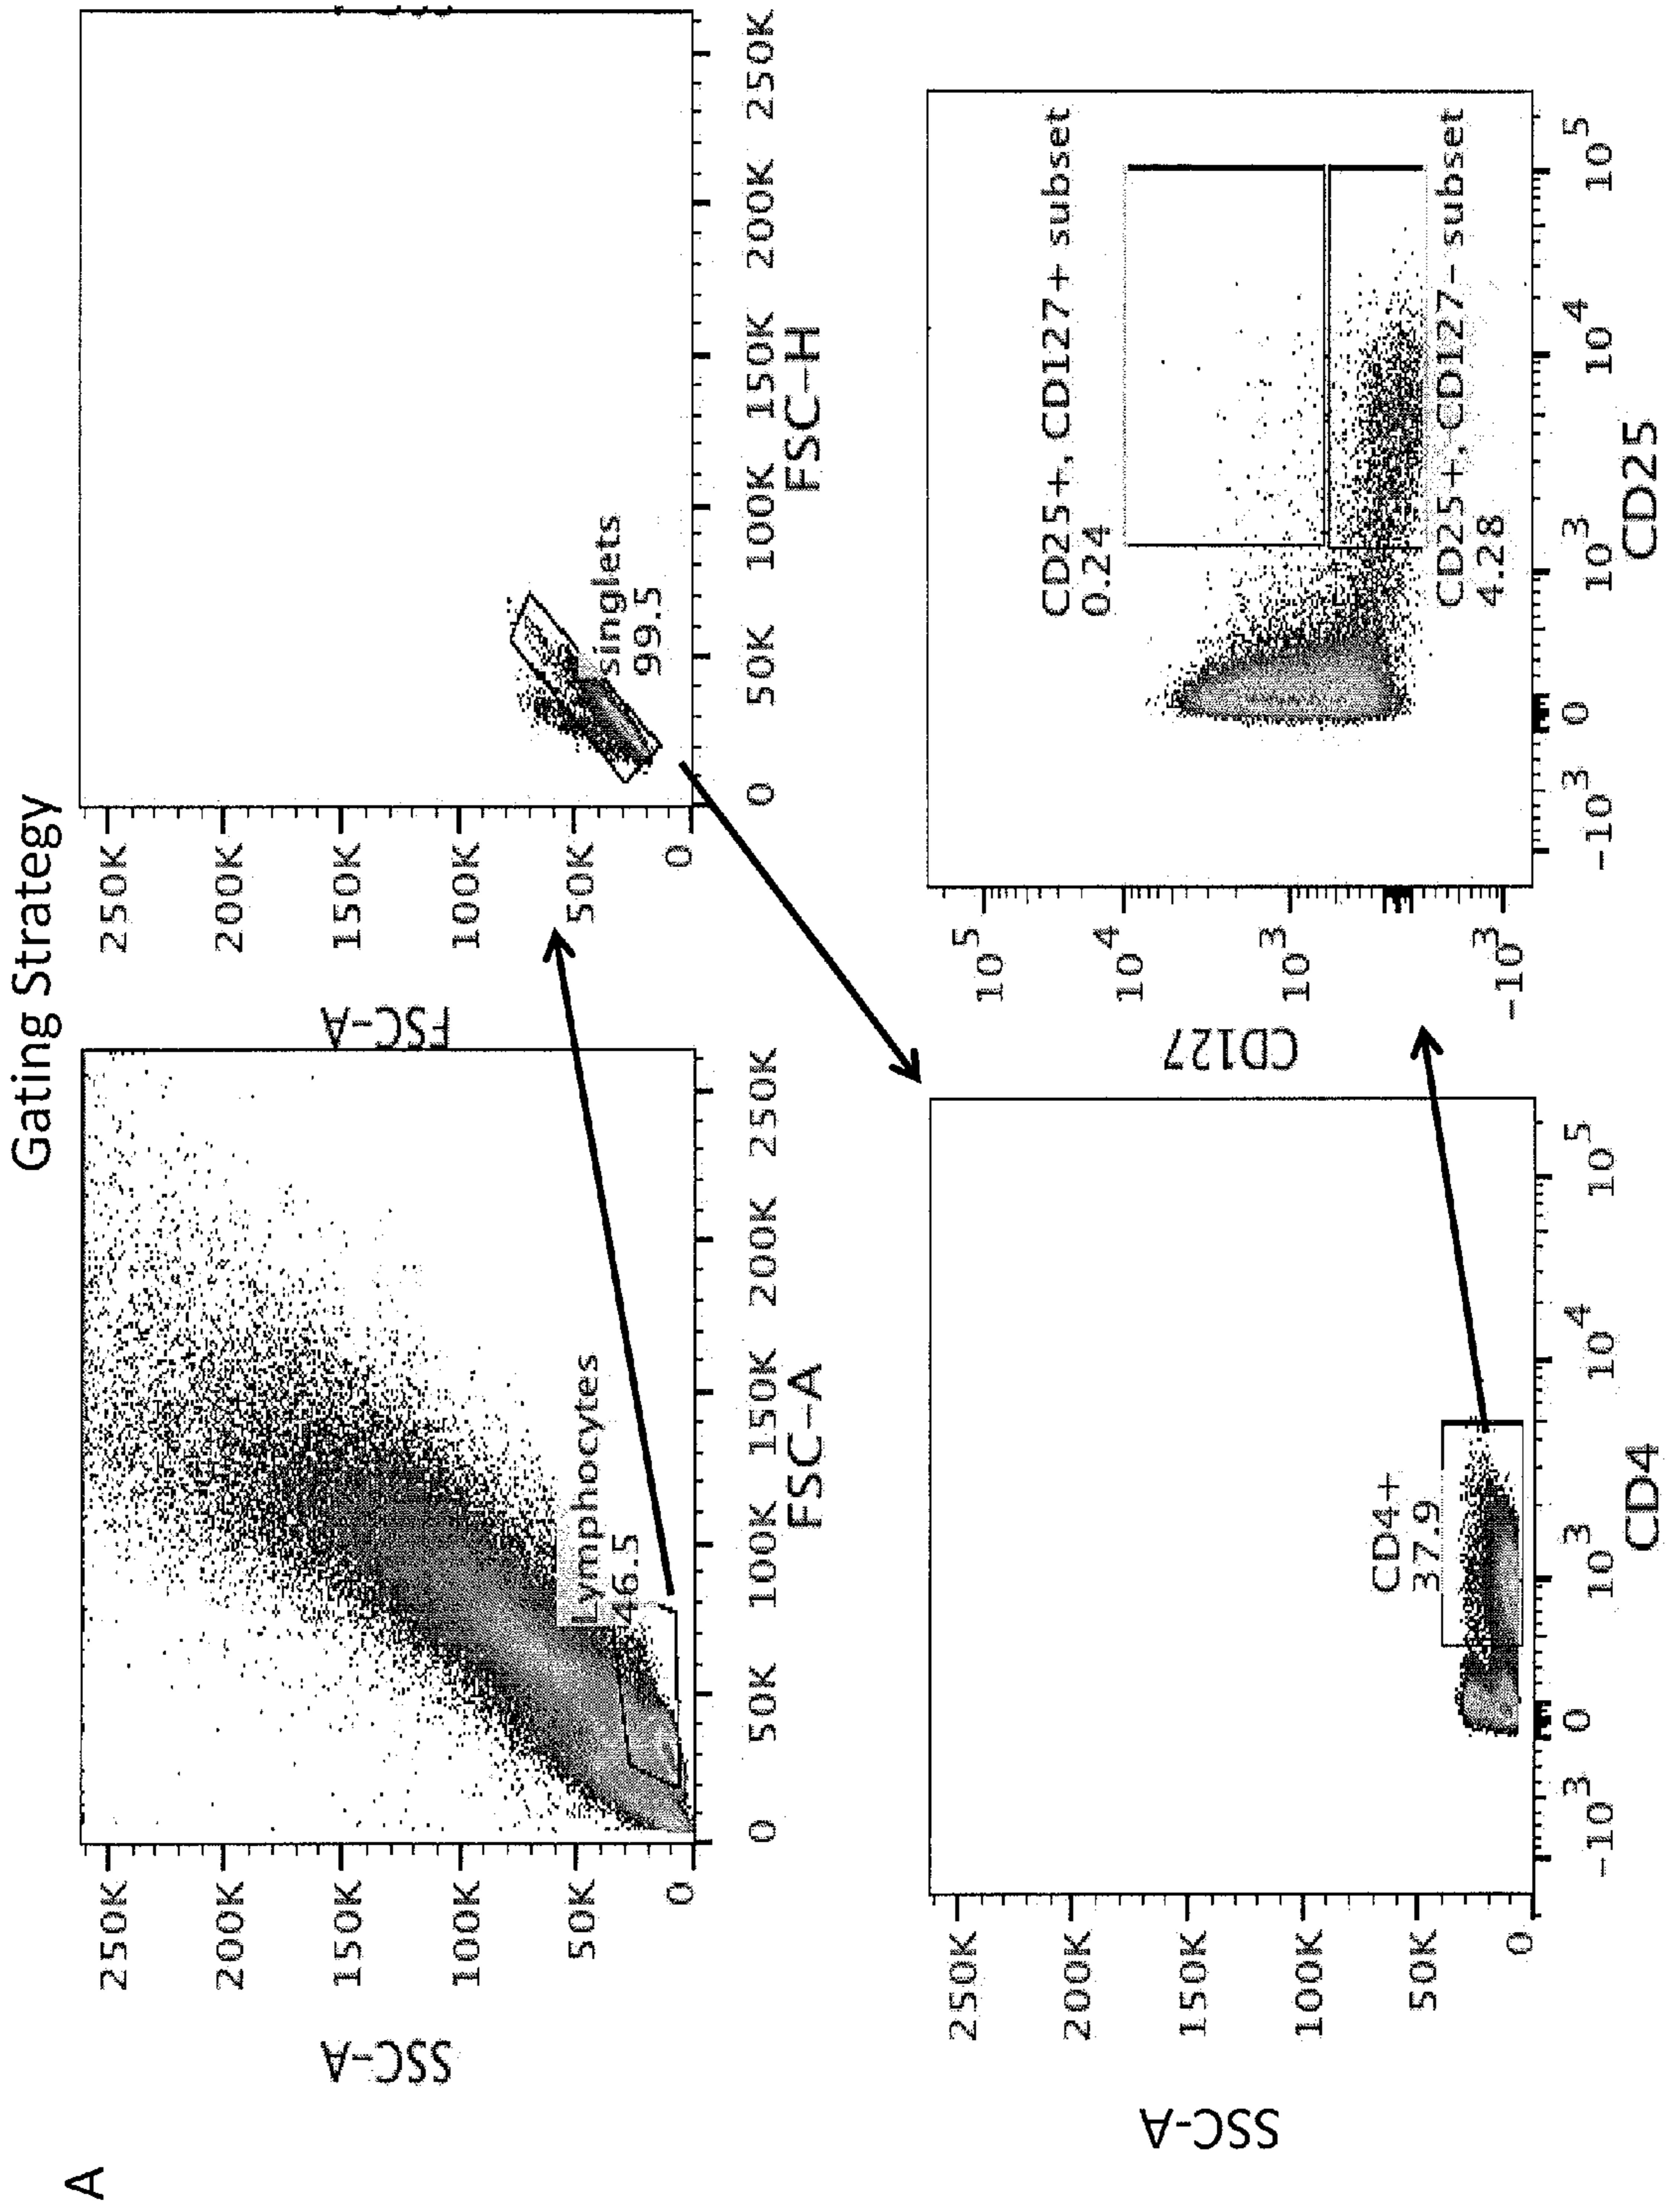 A
Gating Strategy
SSC-A
250K
200K
150K
100K
50K
0
Lymphocytes
46.5
0 50K 100K 150K 200K 250K
FSC-A
FSC-A
250K
200K
150K
100K
50K
0
singlets
99.5
0 50K 100K 150K 200K 250K
FSC-H
SSC-A
250K
200K
150K
100K
50K
0
CD4+
37.9
-10^3 0 10^3 10^4 10^5
CD4
CD127
10^5
10^4
10^3
-10^3
CD25+, CD127+ subset
0.24
CD25+, CD127- subset
4.28
-10^3 0 10^3 10^4 10^5
CD25